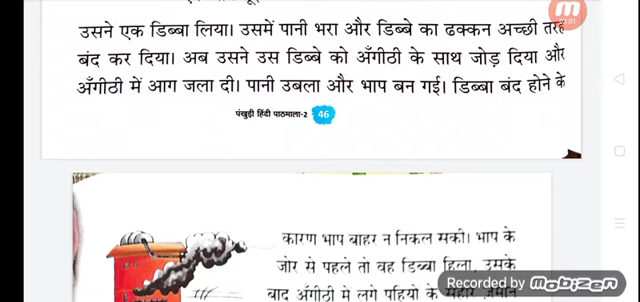 उसने एक डिब्बा लिया। उसमें पानी भरा और डिब्बे का ढक्कन अच्छी तरह
बंद कर दिया। अब उसने उस डिब्बे को अँगीठी के साथ जोड़ दिया और
अँगीठी में आग जला दी। पानी उबला और भाप बन गई। डिब्बा बंद होने के
पंखुड़ी हिंदी पाठमाला-2 46
कारण भाप बाहर न निकल सकी। भाप के
ज़ोर से पहले तो वह डिब्बा हिला, उसके
बाद अँगीठी में लगे पहियों के सहारे ज़मीन
Recorded by mobizen